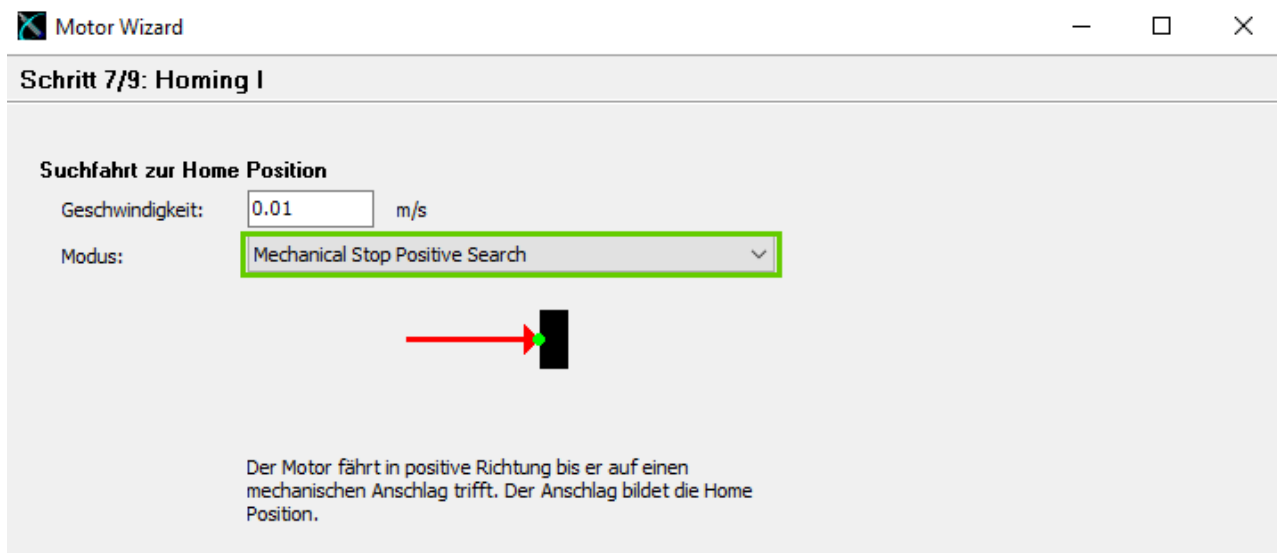 Motor Wizard
Schritt 7/9: Homing I
Suchfahrt zur Home Position
Geschwindigkeit: 0.01 m/s
Modus: Mechanical Stop Positive Search
Der Motor fährt in positive Richtung bis er auf einen
mechanischen Anschlag trifft. Der Anschlag bildet die Home
Position.